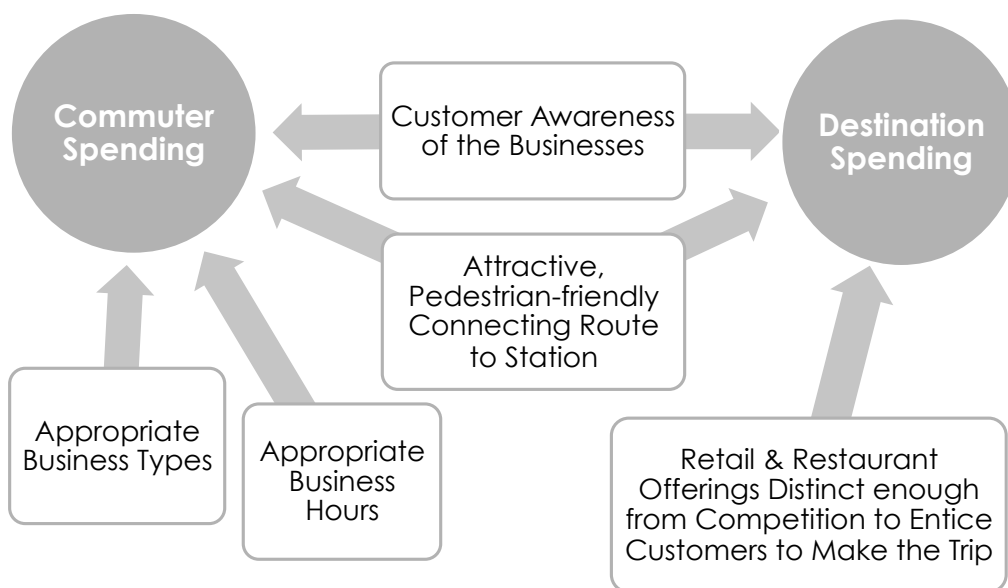 Commuter
Spending
Customer Awareness
of the Businesses
Destination
Spending
Attractive,
Pedestrian-friendly
Connecting Route
to Station
Appropriate
Business Types
Appropriate
Business
Hours
Retail & Restaurant
Offerings Distinct enough
from Competition to Entice
Customers to Make the Trip